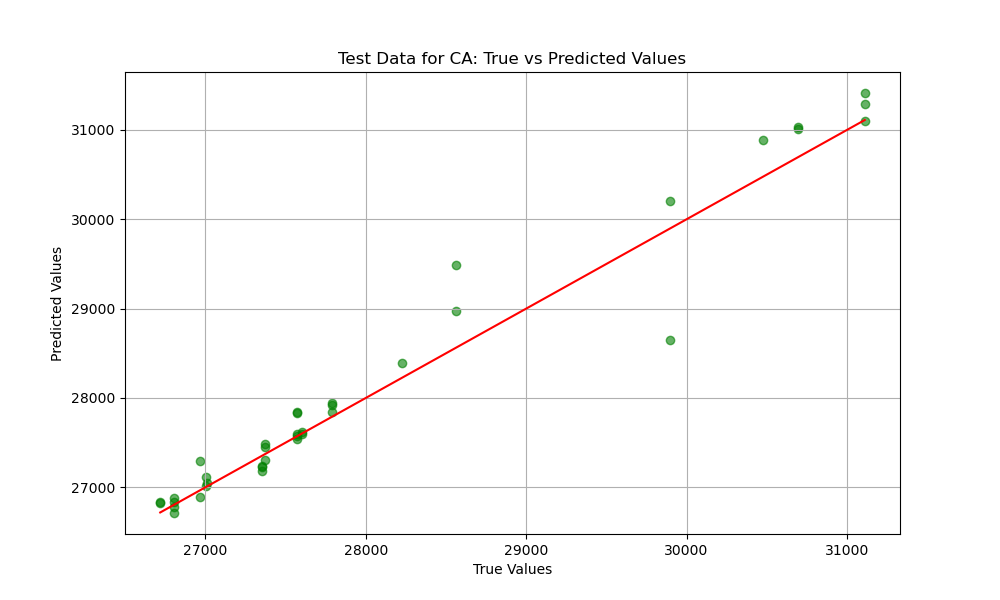 Test Data for CA: True vs Predicted Values
Predicted Values
31000
30000
29000
28000
27000
27000 28000 29000 30000 31000
True Values